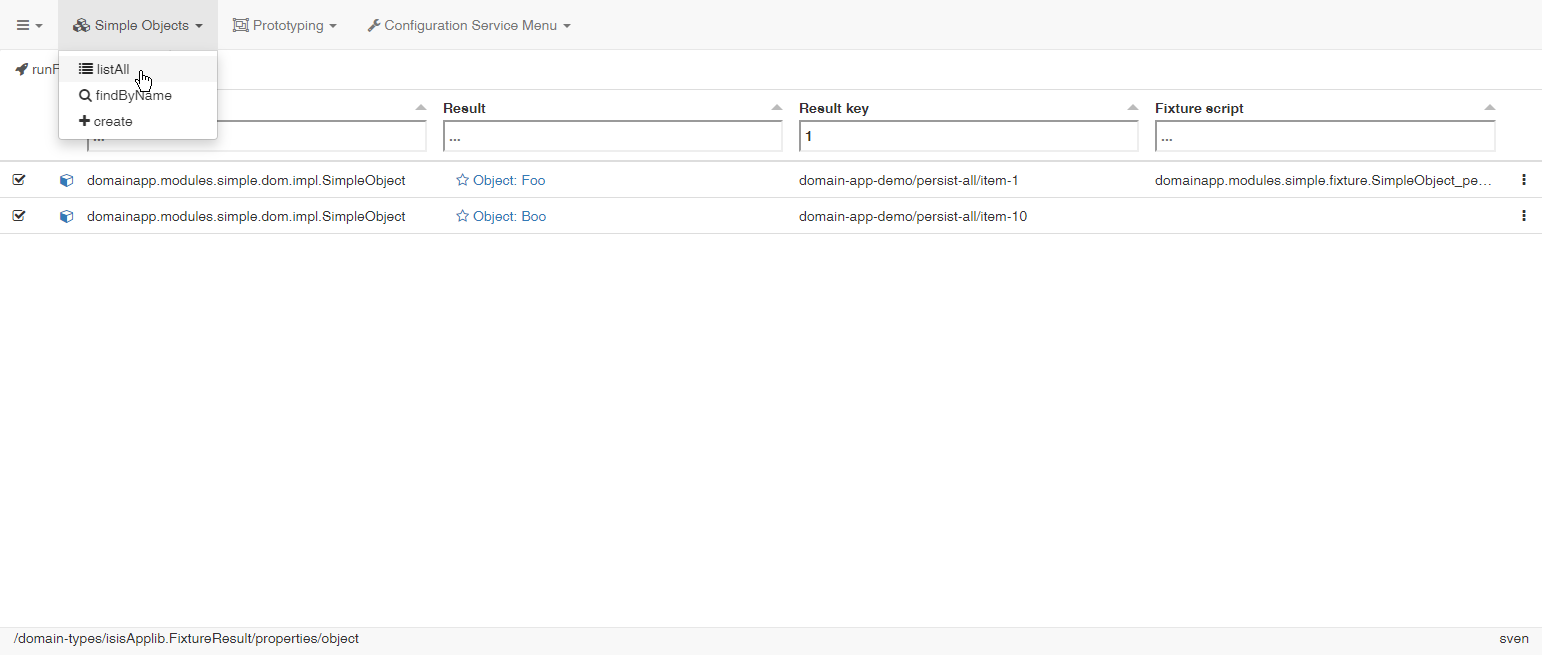 Simple Objects Prototyping Configuration Service Menu
listAll
findByName
create
Result Result key Fixture script
... ... 1 ...
domainapp.modules.simple.dom.impl.SimpleObject Object: Foo domain-app-demo/persist-all/item-1 domainapp.modules.simple.fixture.SimpleObject_pe...
domainapp.modules.simple.dom.impl.SimpleObject Object: Boo domain-app-demo/persist-all/item-10
/domain-types/isisApplib.FixtureResult/properties/object sven